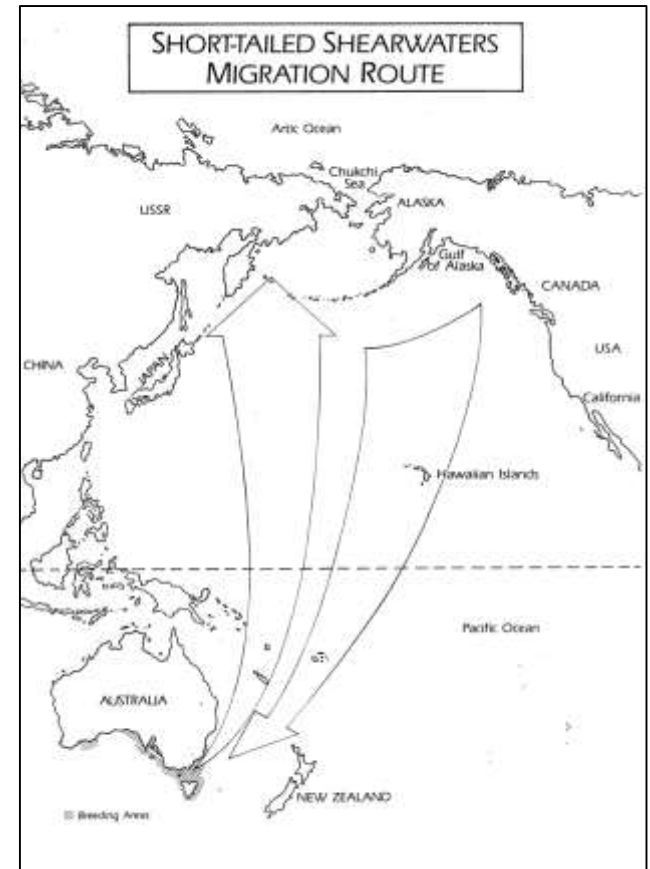 SHORT-TAILED SHEARWATERS
MIGRATION ROUTE
Artic Ocean
Chukchi
Sea
ALASKA
USSR
Gulf
of Alaska
CANADA
CHINA
JAPAN
USA
California
Hawaiian Islands
Pacific Ocean
AUSTRALIA
NEW ZEALAND
Breeding Areas